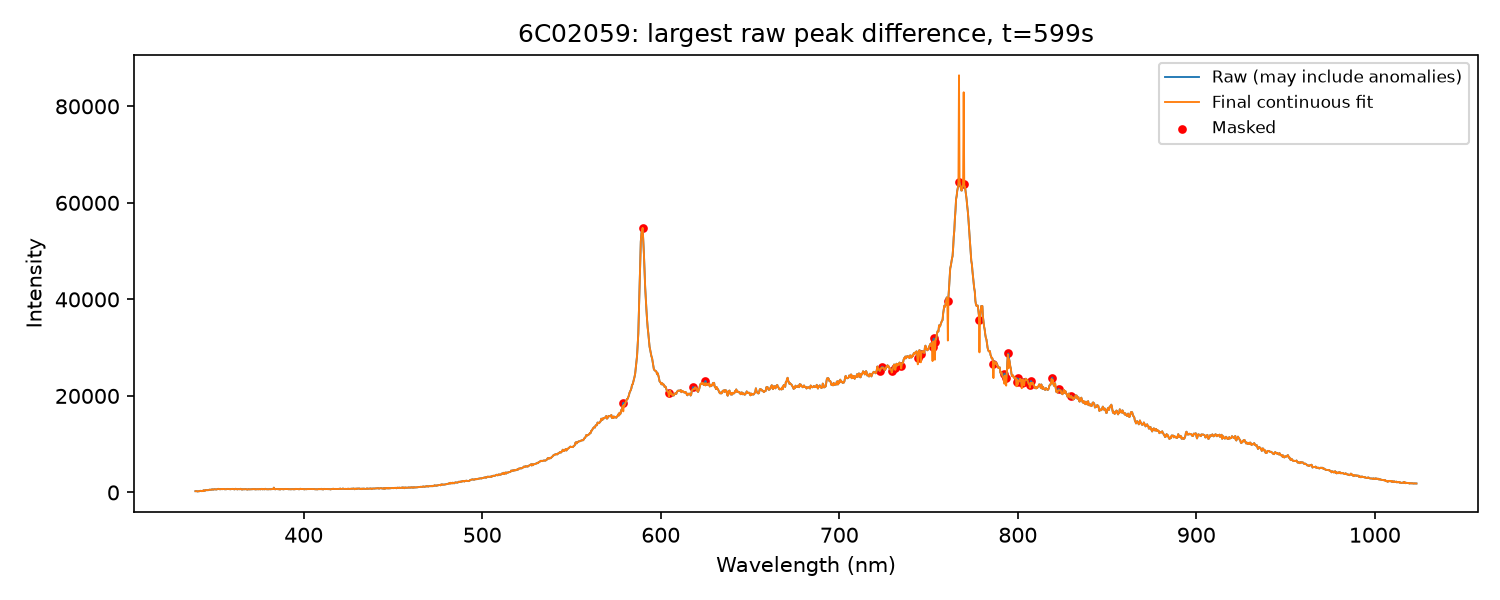 6C02059: largest raw peak difference, t=599s
Raw (may include anomalies)
Final continuous fit
Masked
80000
60000
40000
20000
0
Intensity
400 500 600 700 800 900 1000
Wavelength (nm)